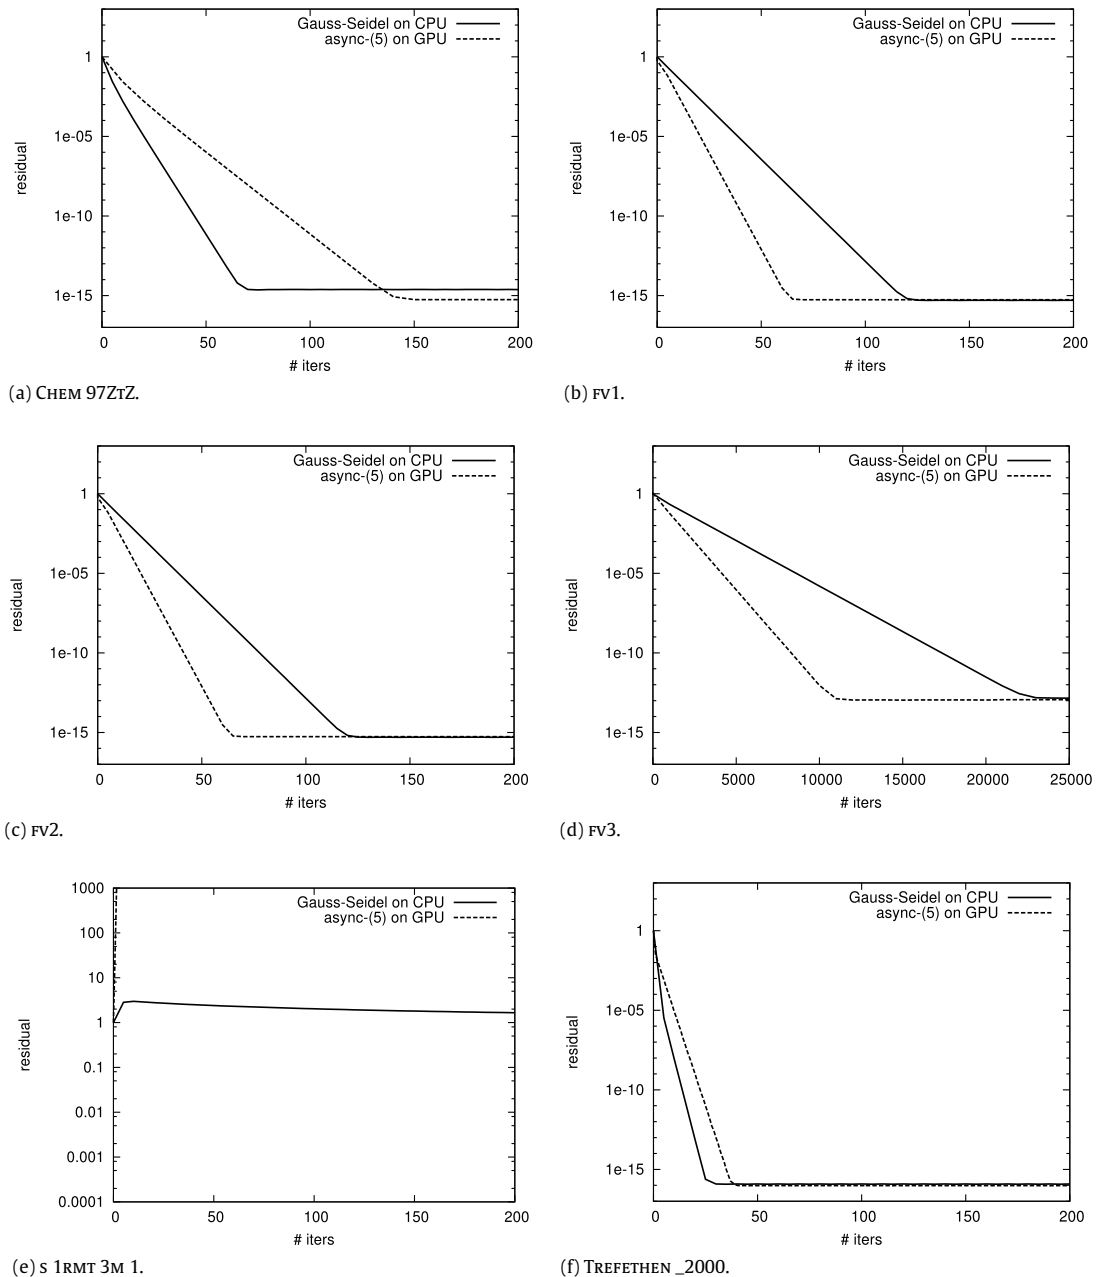 Gauss-Seidel on CPU
async-(5) on GPU
1
1e-05
1e-10
1e-15
residual
0 50 100 150 200
# iters
(a) Chem 97ZtZ.
Gauss-Seidel on CPU
async-(5) on GPU
1
1e-05
1e-10
1e-15
residual
0 50 100 150 200
# iters
(b) fv1.
Gauss-Seidel on CPU
async-(5) on GPU
1
1e-05
1e-10
1e-15
residual
0 50 100 150 200
# iters
(c) fv2.
Gauss-Seidel on CPU
async-(5) on GPU
1
1e-05
1e-10
1e-15
residual
0 5000 10000 15000 20000 25000
# iters
(d) fv3.
Gauss-Seidel on CPU
async-(5) on GPU
1000
100
10
1
0.1
0.01
0.001
0.0001
residual
0 50 100 150 200
# iters
(e) s 1rmt 3m 1.
Gauss-Seidel on CPU
async-(5) on GPU
1
1e-05
1e-10
1e-15
residual
0 50 100 150 200
# iters
(f) Trefethen _2000.